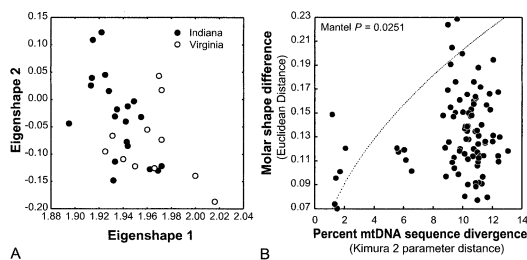 0.15
0.10
0.05
0.00
-0.05
-0.10
-0.15
-0.20
Eigenshape 2
Indiana
Virginia
1.88 1.90 1.92 1.94 1.96 1.98 2.00 2.02 2.04
Eigenshape 1
A
0.23
0.21
0.19
0.17
0.15
0.13
0.11
0.09
0.07
Molar shape difference
(Euclidean Distance)
Mantel P = 0.0251
0 2 4 6 8 10 12 14
Percent mtDNA sequence divergence
(Kimura 2 parameter distance)
B